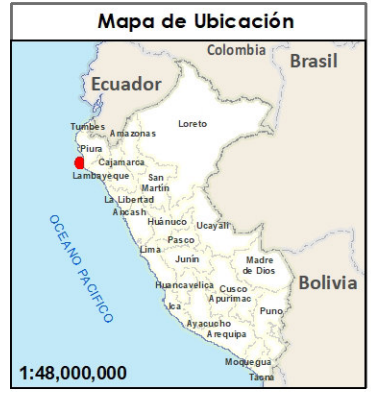 Mapa de Ubicación
Colombia
Brasil
Ecuador
Tumbes
Amazonas
Loreto
Piura
Cajamarca
Lambayeque
San
Martin
La Libertad
Ancash
Huánuco
Ucayali
Pasco
Lima
Junín
Madre
de Dios
Huancavelica
Cusco
Apurimac
Ica
Puno
Bolivia
Ayacucho
Arequipa
Moquegua
Tacna
OCEANO PACIFICO
1:48,000,000